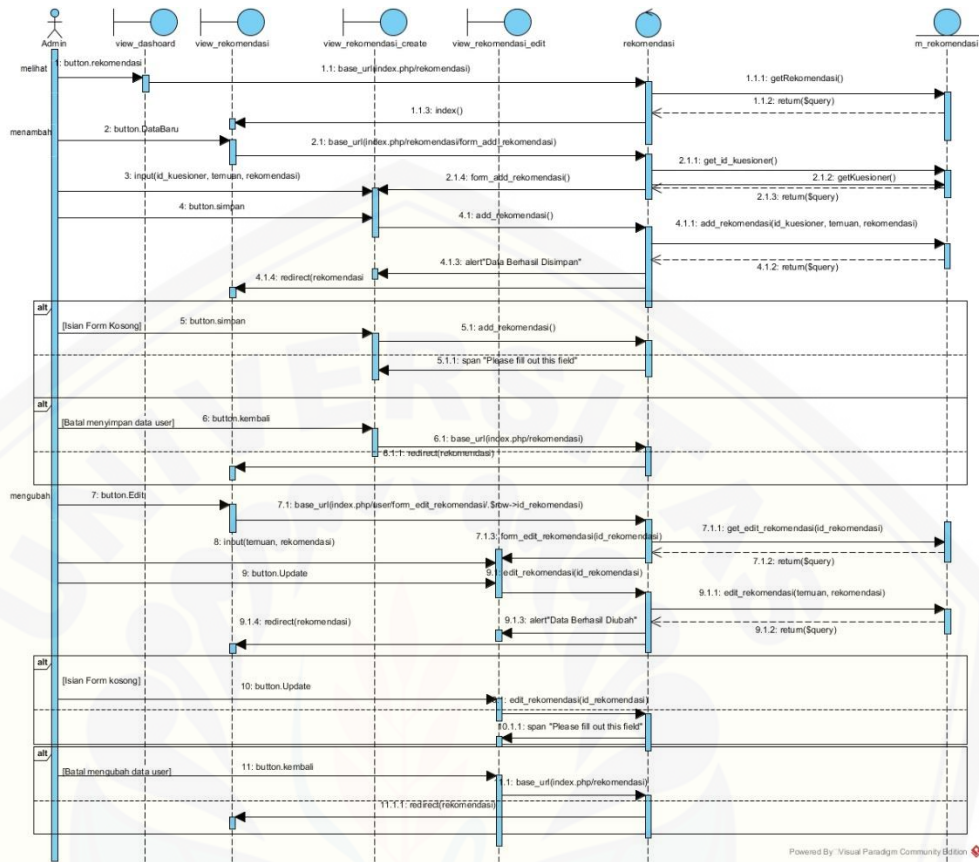 Admin
view_dashoard
view_rekomendasi
view_rekomendasi_create
view_rekomendasi_edit
rekomendasi
m_rekomendasi
melihat
1: button.rekomendasi
1.1: base_url(index.php/rekomendasi)
1.1.1: getRekomendasi()
1.1.2: return($query)
1.1.3: index()
menambah
2: button.DataBaru
2.1: base_url(index.php/rekomendasi/form_add_rekomendasi)
2.1.1: get_id_kuesioner()
2.1.2: getKuesioner()
2.1.3: return($query)
2.1.4: form_add_rekomendasi()
3: input(id_kuesioner, temuan, rekomendasi)
4: button.simpan
4.1: add_rekomendasi()
4.1.1: add_rekomendasi(id_kuesioner, temuan, rekomendasi)
4.1.2: return($query)
4.1.3: alert"Data Berhasil Disimpan"
4.1.4: redirect(rekomendasi
alt
[Isian Form Kosong]
5: button.simpan
5.1: add_rekomendasi()
5.1.1: span "Please fill out this field"
alt
[Batal menyimpan data user]
6: button.kembali
6.1: base_url(index.php/rekomendasi)
6.1.1: redirect(rekomendasi)
mengubah
7: button.Edit
7.1: base_url(index.php/user/form_edit_rekomendasi/.$row->id_rekomendasi)
7.1.1: get_edit_rekomendasi(id_rekomendasi)
7.1.2: return($query)
7.1.3: form_edit_rekomendasi(id_rekomendasi)
8: input(temuan, rekomendasi)
9: button.Update
9.1: edit_rekomendasi(id_rekomendasi)
9.1.1: edit_rekomendasi(temuan, rekomendasi)
9.1.2: return($query)
9.1.3: alert"Data Berhasil Diubah"
9.1.4: redirect(rekomendasi)
alt
[Isian Form kosong]
10: button.Update
edit_rekomendasi(id_rekomendasi)
10.1.1: span "Please fill out this field"
alt
[Batal mengubah data user]
11: button.kembali
11.1: base_url(index.php/rekomendasi)
11.1.1: redirect(rekomendasi)
Powered By Visual Paradigm Community Edition
UNIVERSITAS